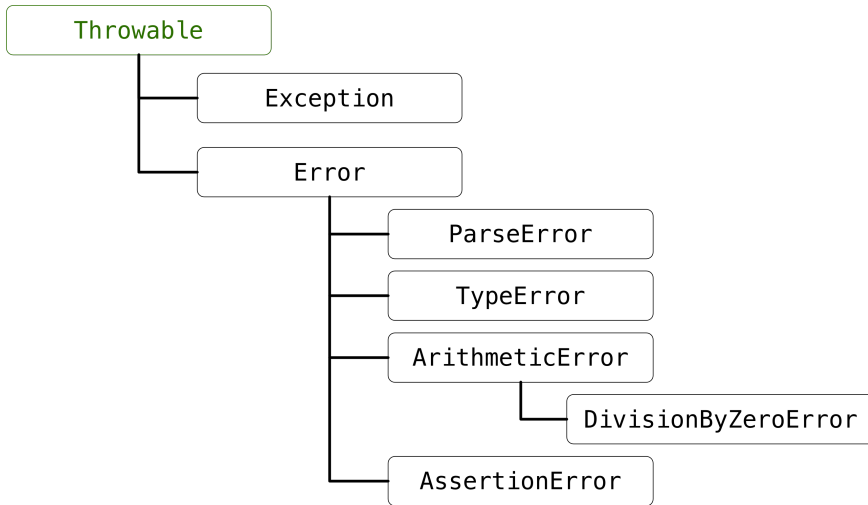 Throwable
Exception
Error
ParseError
TypeError
ArithmeticError
DivisionByZeroError
AssertionError